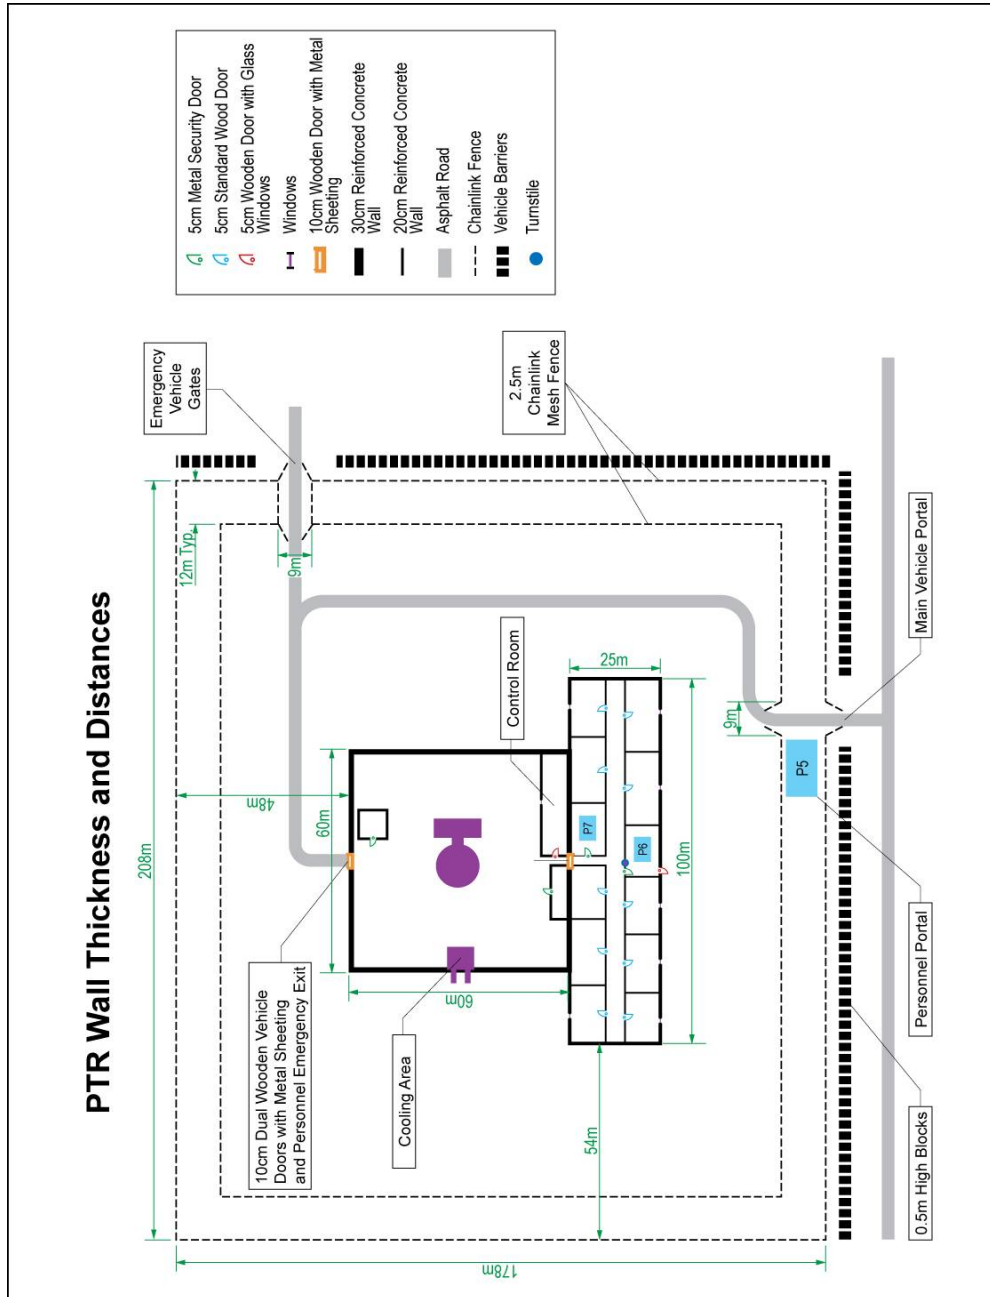 PTR Wall Thickness and Distances
208m
12m Typ.
48m
9m
60m
60m
25m
100m
54m
178m
9m
Emergency
Vehicle
Gates
2.5m
Chainlink
Mesh Fence
Control Room
10cm Dual Wooden Vehicle
Doors with Metal Sheeting
and Personnel Emergency Exit
Cooling Area
P7
P6
P5
0.5m High Blocks
Personnel Portal
Main Vehicle Portal
5cm Metal Security Door
5cm Standard Wood Door
5cm Wooden Door with Glass
Windows
Windows
10cm Wooden Door with Metal
Sheeting
30cm Reinforced Concrete
Wall
20cm Reinforced Concrete
Wall
Asphalt Road
Chainlink Fence
Vehicle Barriers
Turnstile